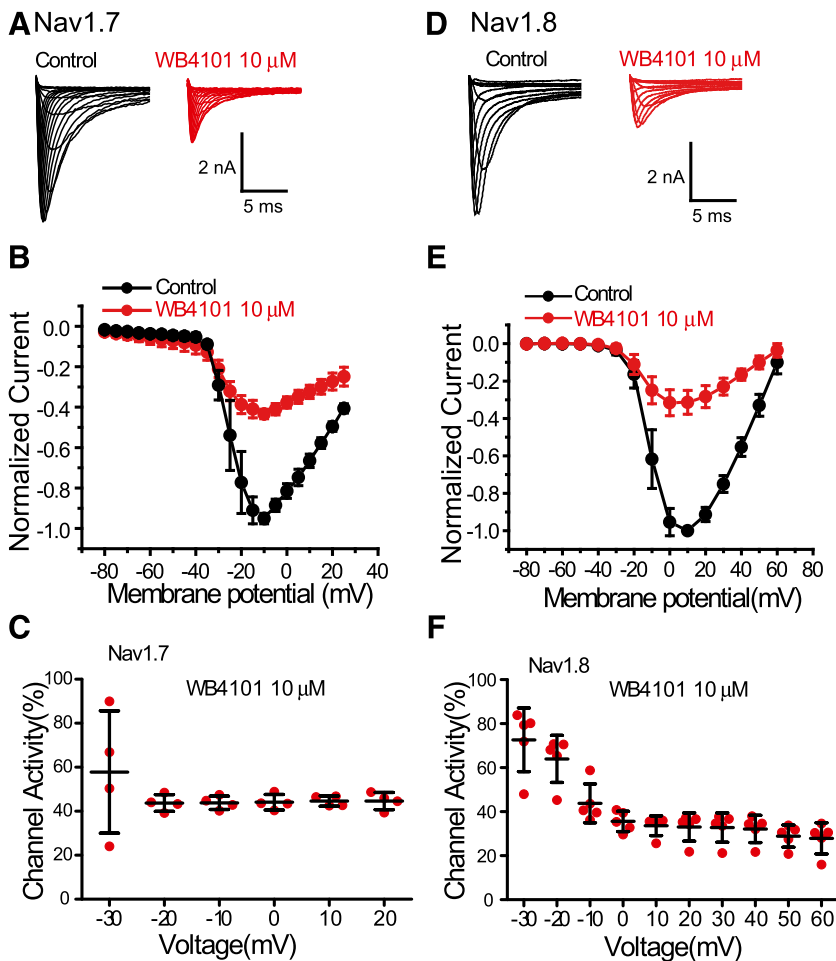 A Nav1.7
Control
WB4101 10 μM
2 nA
5 ms
D Nav1.8
Control
WB4101 10 μM
2 nA
5 ms
B
Control
WB4101 10 μM
Normalized Current
0.0
-0.2
-0.4
-0.6
-0.8
-1.0
-80 -60 -40 -20 0 20 40
Membrane potential (mV)
E
Control
WB4101 10 μM
Normalized Current
0.0
-0.2
-0.4
-0.6
-0.8
-1.0
-80 -60 -40 -20 0 20 40 60 80
Membrane potential(mV)
C
Nav1.7
WB4101 10 μM
Channel Activity(%)
100
80
60
40
20
0
-30 -20 -10 0 10 20
Voltage(mV)
F
Nav1.8
WB4101 10 μM
Channel Activity(%)
100
80
60
40
20
0
-30 -20 -10 0 10 20 30 40 50 60
Voltage(mV)